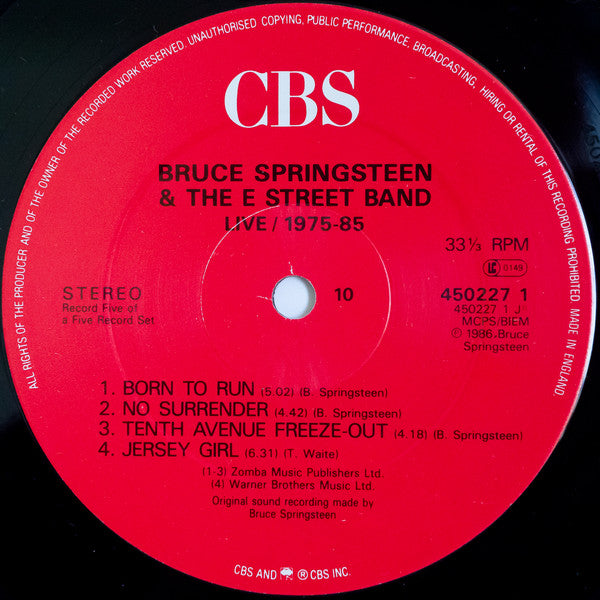 ALL RIGHTS OF THE PRODUCER AND OF THE OWNER OF THE RECORDED WORK RESERVED. UNAUTHORISED COPYING, PUBLIC PERFORMANCE, BROADCASTING, HIRING OR RENTAL OF THIS RECORDING PROHIBITED. MADE IN ENGLAND.
CBS
BRUCE SPRINGSTEEN
& THE E STREET BAND
LIVE / 1975-85
33⅓ RPM
LC 0149
STEREO
Record Five of
a Five Record Set
10
450227 1
450227 1 J
MCPS/BIEM
Ⓟ 1986 Bruce
Springsteen
1. BORN TO RUN (5.02) (B. Springsteen)
2. NO SURRENDER (4.42) (B. Springsteen)
3. TENTH AVENUE FREEZE-OUT (4.18) (B. Springsteen)
4. JERSEY GIRL (6.31) (T. Waite)
(1-3) Zomba Music Publishers Ltd.
(4) Warner Brothers Music Ltd.
Original sound recording made by
Bruce Springsteen
CBS AND ® CBS INC.